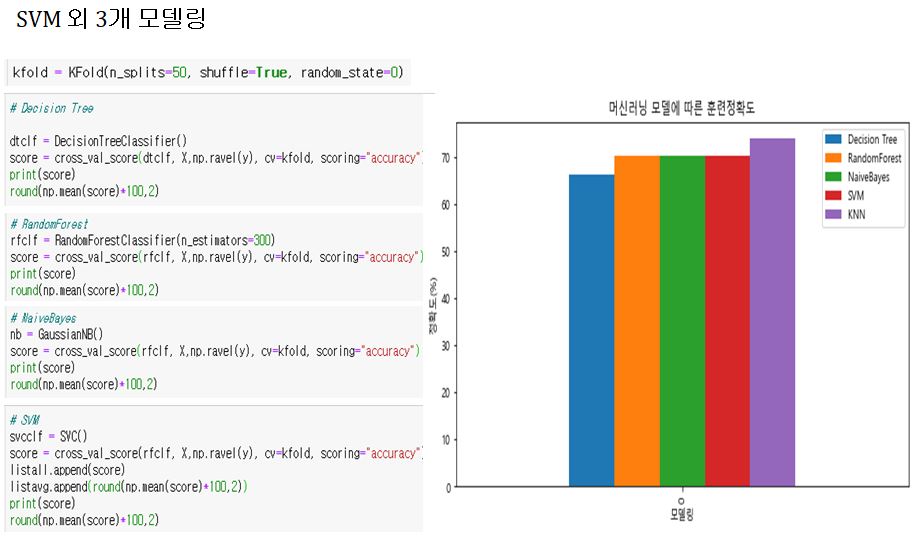 SVM 외 3개 모델링
kfold = KFold(n_splits=50, shuffle=True, random_state=0)
# Decision Tree
dtclf = DecisionTreeClassifier()
score = cross_val_score(dtclf, X,np.ravel(y), cv=kfold, scoring="accuracy")
print(score)
round(np.mean(score)*100,2)
# RandomForest
rfclf = RandomForestClassifier(n_estimators=300)
score = cross_val_score(rfclf, X,np.ravel(y), cv=kfold, scoring="accuracy")
print(score)
round(np.mean(score)*100,2)
# NaiveBayes
nb = GaussianNB()
score = cross_val_score(rfclf, X,np.ravel(y), cv=kfold, scoring="accuracy")
print(score)
round(np.mean(score)*100,2)
# SVM
svcclf = SVC()
score = cross_val_score(rfclf, X,np.ravel(y), cv=kfold, scoring="accuracy")
listall.append(score)
listavg.append(round(np.mean(score)*100,2))
print(score)
round(np.mean(score)*100,2)
머신러닝 모델에 따른 훈련정확도
Decision Tree
RandomForest
NaiveBayes
SVM
KNN
정확도(%)
70
60
50
40
30
20
10
0
0
모델링